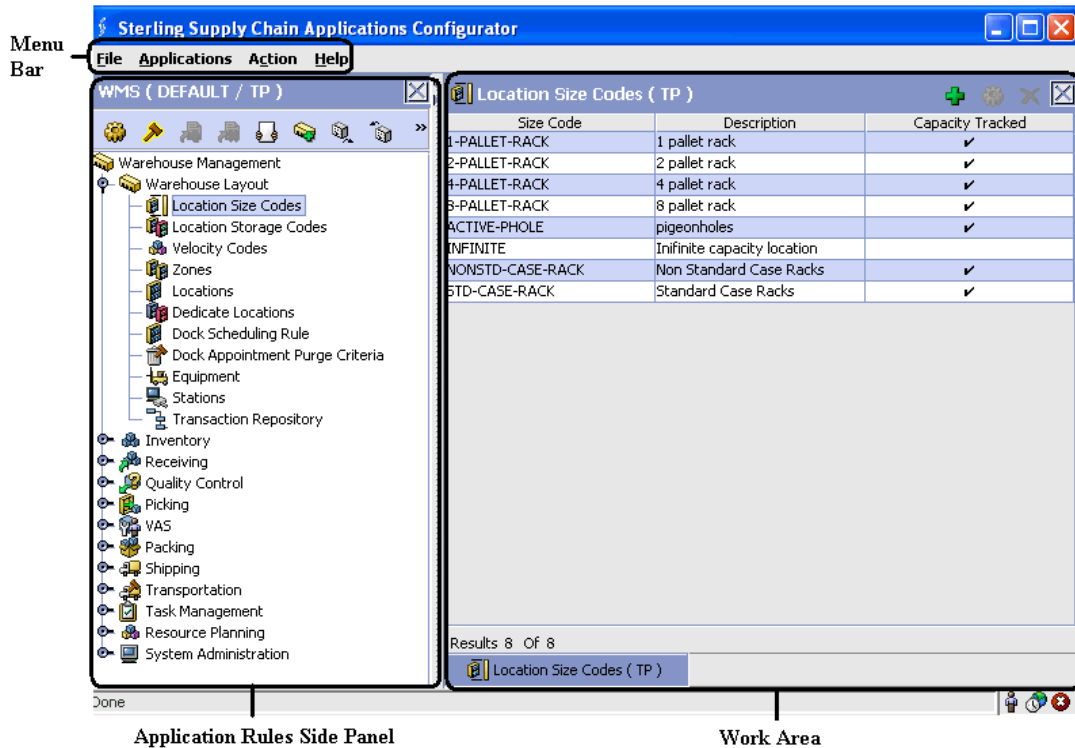 Sterling Supply Chain Applications Configurator
Menu
Bar
File Applications Action Help
WMS ( DEFAULT / TP )
»
Warehouse Management
Warehouse Layout
Location Size Codes
Location Storage Codes
Velocity Codes
Zones
Locations
Dedicate Locations
Dock Scheduling Rule
Dock Appointment Purge Criteria
Equipment
Stations
Transaction Repository
Inventory
Receiving
Quality Control
Picking
VAS
Packing
Shipping
Transportation
Task Management
Resource Planning
System Administration
Location Size Codes ( TP )
Size Code Description Capacity Tracked
1-PALLET-RACK 1 pallet rack ✔
2-PALLET-RACK 2 pallet rack ✔
4-PALLET-RACK 4 pallet rack ✔
8-PALLET-RACK 8 pallet rack ✔
ACTIVE-PHOLE pigeonholes ✔
INFINITE Inifinite capacity location
NONSTD-CASE-RACK Non Standard Case Racks ✔
STD-CASE-RACK Standard Case Racks ✔
Results 8 Of 8
Location Size Codes ( TP )
Done
Application Rules Side Panel
Work Area